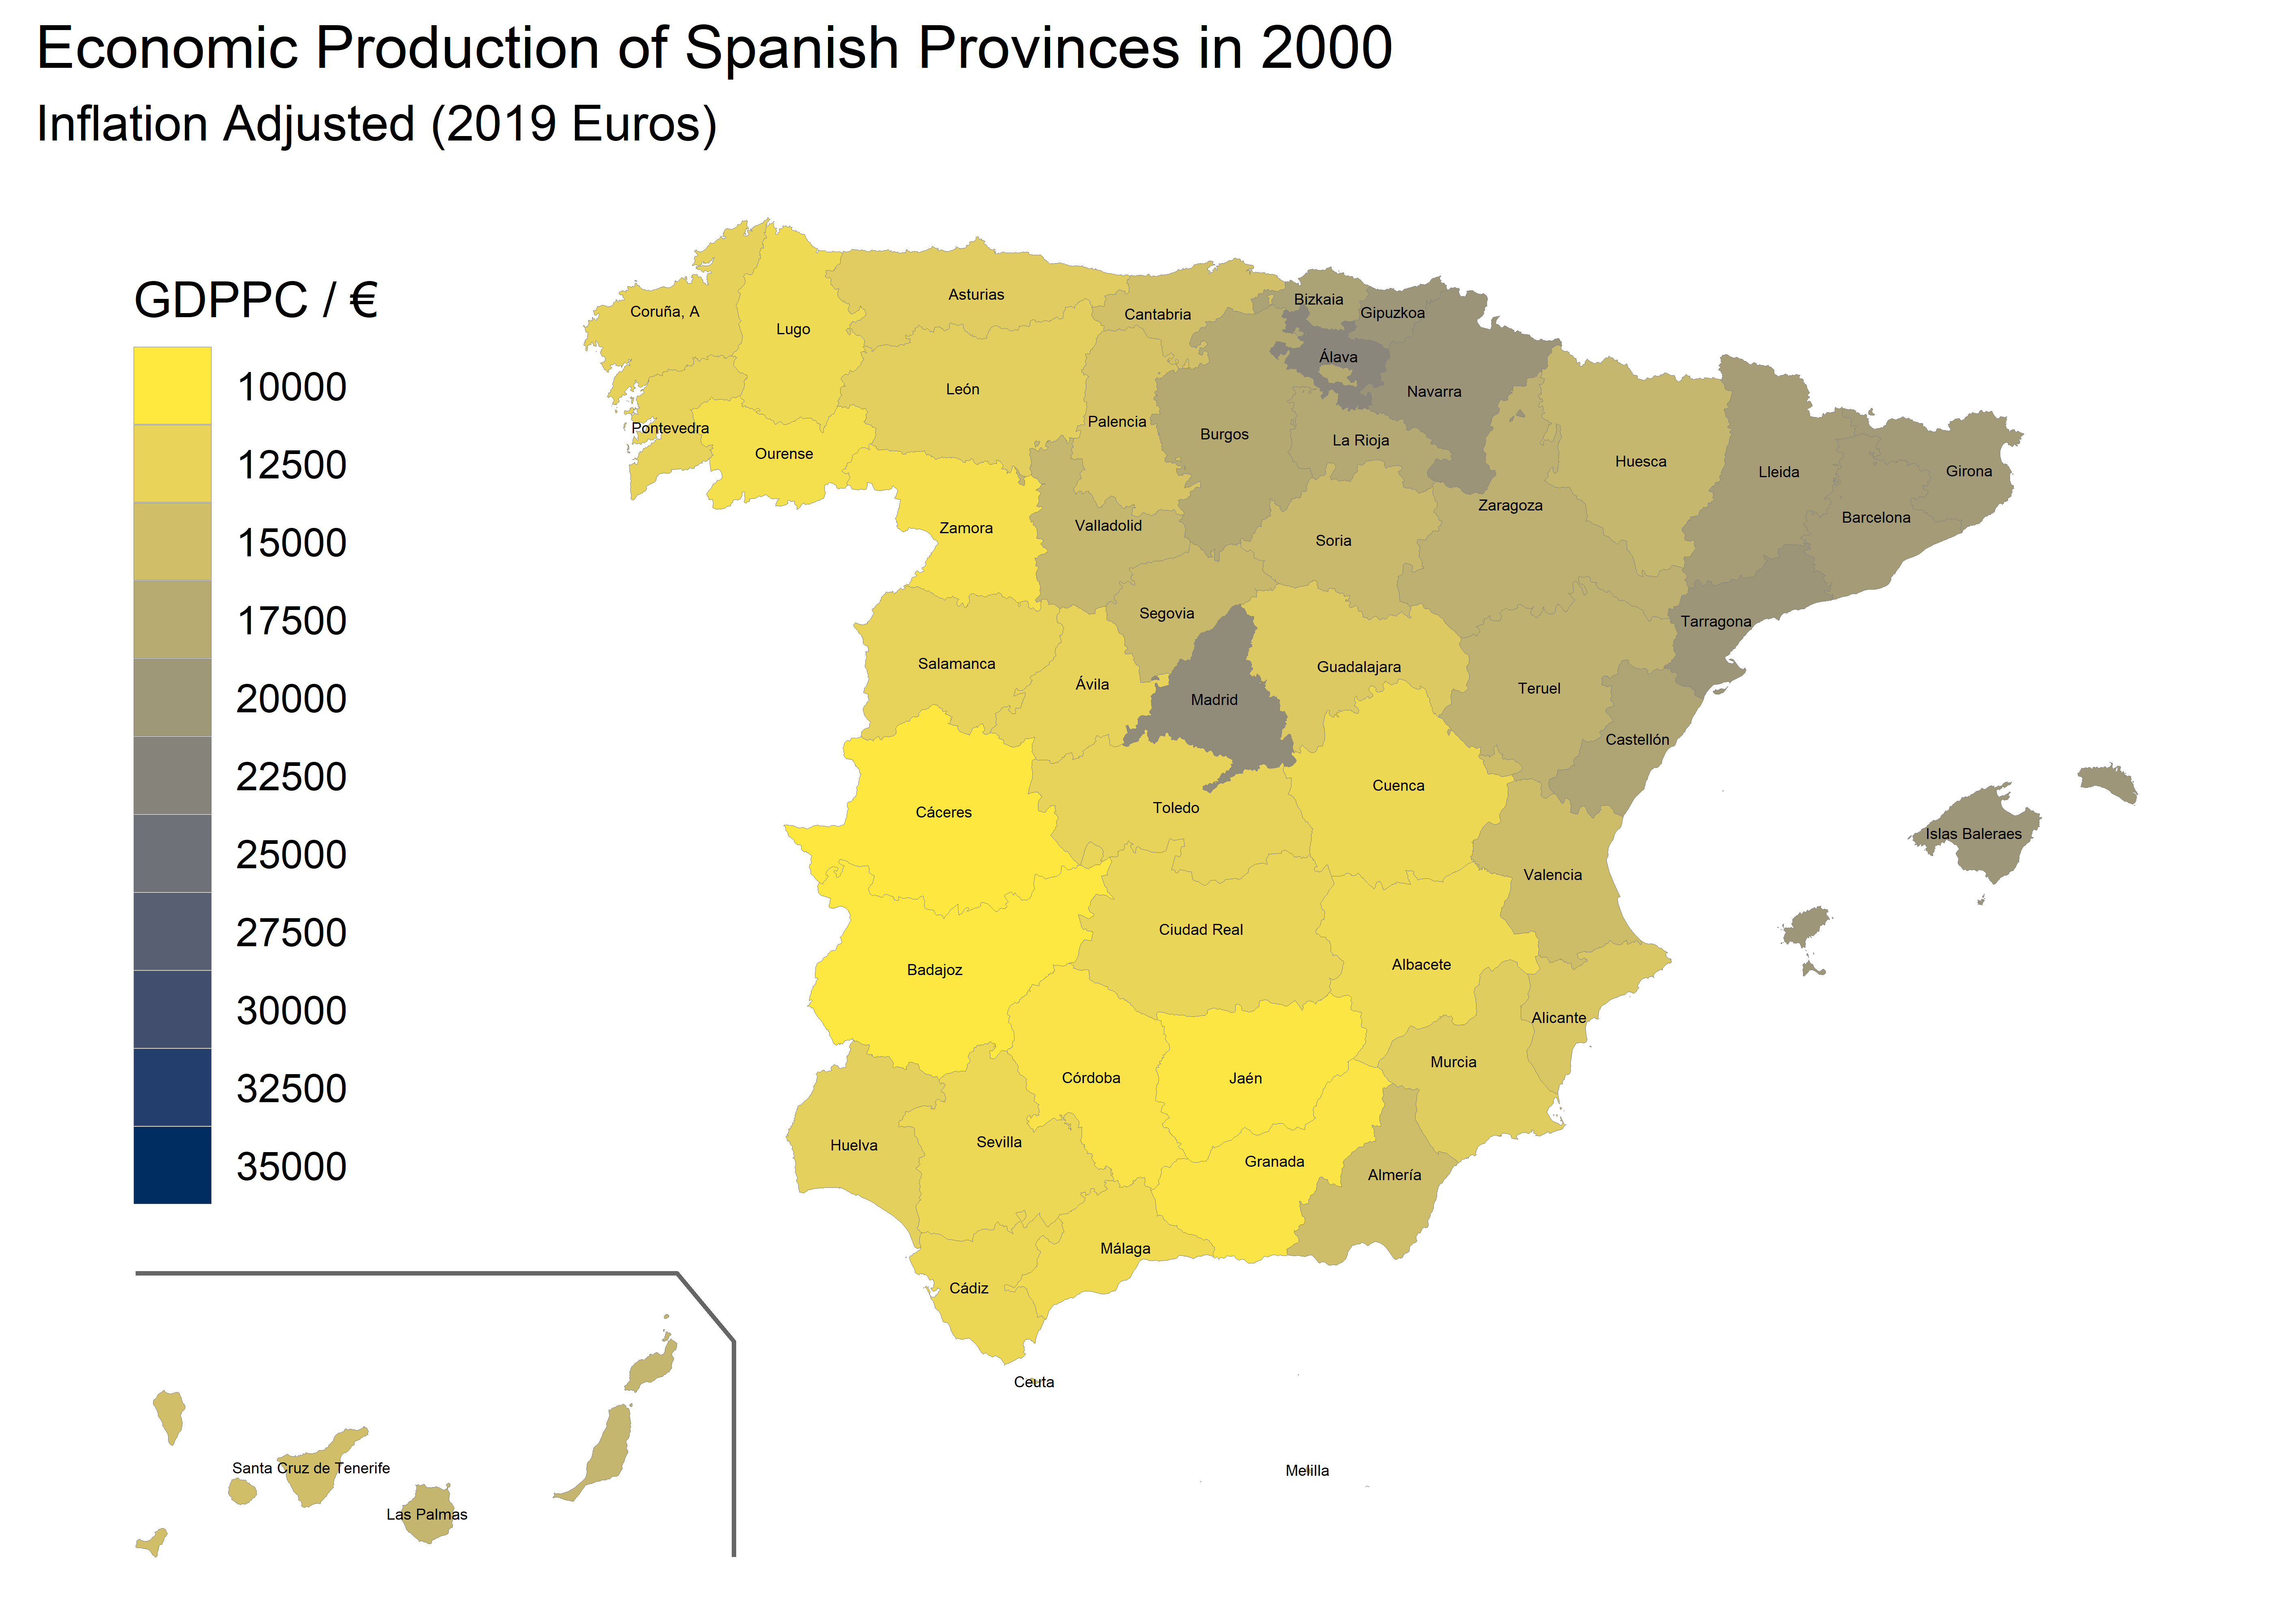 Economic Production of Spanish Provinces in 2000
Inflation Adjusted (2019 Euros)
GDPPC / €
10000
12500
15000
17500
20000
22500
25000
27500
30000
32500
35000
Coruña, A
Lugo
Asturias
Cantabria
Bizkaia
Gipuzkoa
Álava
Navarra
León
Palencia
Burgos
La Rioja
Pontevedra
Ourense
Huesca
Lleida
Girona
Barcelona
Zaragoza
Zamora
Valladolid
Soria
Segovia
Tarragona
Salamanca
Ávila
Guadalajara
Madrid
Teruel
Castellón
Cáceres
Toledo
Cuenca
Islas Baleraes
Valencia
Ciudad Real
Badajoz
Albacete
Alicante
Murcia
Córdoba
Jaén
Huelva
Sevilla
Granada
Almería
Málaga
Cádiz
Ceuta
Melilla
Santa Cruz de Tenerife
Las Palmas